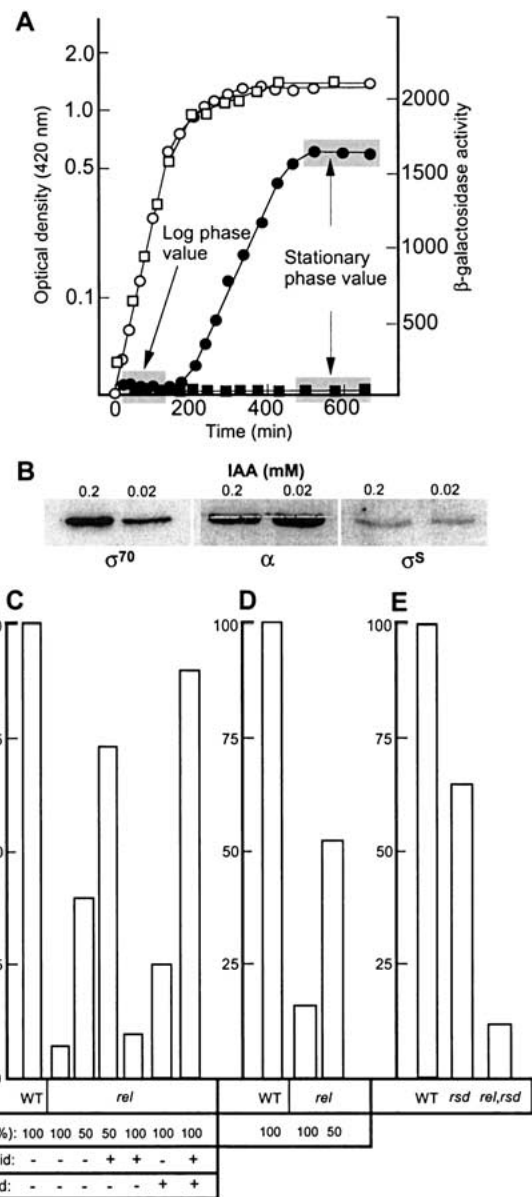 A
Optical density (420 nm)
2.0
1.0
0.5
0.1
β-galactosidase activity
2000
1500
1000
500
Log phase
value
Stationary
phase value
0 200 400 600
Time (min)
B
IAA (mM)
0.2 0.02 0.2 0.02 0.2 0.02
σ70 α σS
C D E
100 100
75 75
50 50
25 25
WT rel WT rel WT rsd rel,rsd
%): 100 100 50 50 100 100 100 100 100 50
id: - - - + + - +
d: - - - - - + +